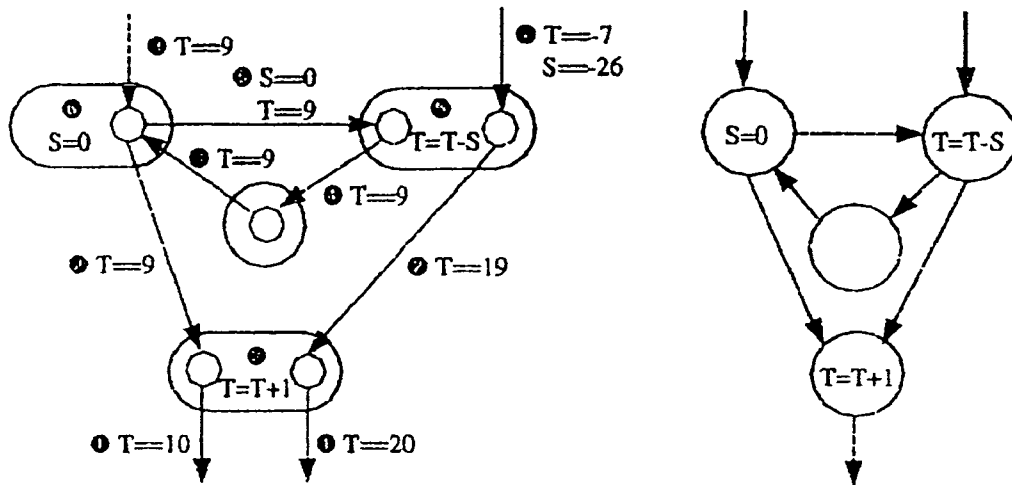 T==9
T==-7
S==0
S==-26
T==9
S=0
T=T-S
T==9
T==9
T==9
T==19
T=T+1
T==10
T==20
S=0
T=T-S
T=T+1